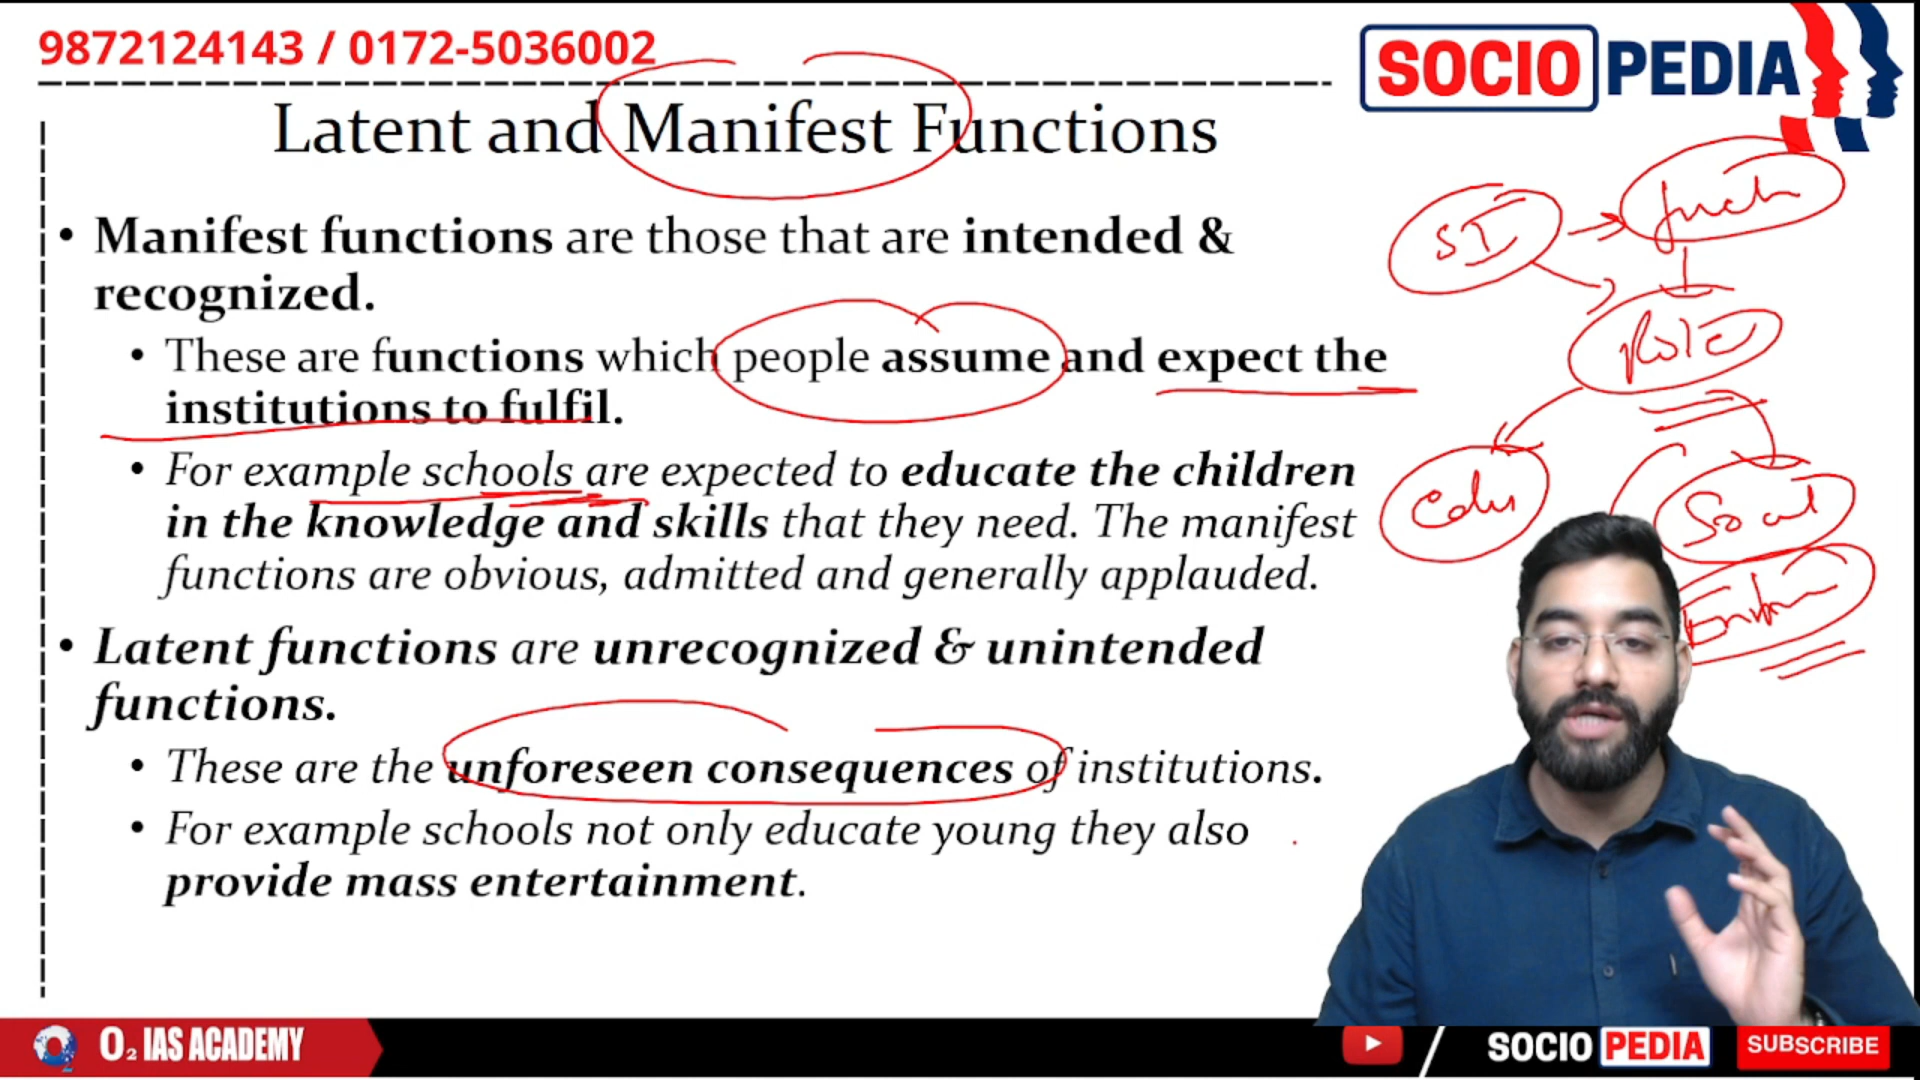 9872124143 / 0172-5036002
SOCIO PEDIA
Latent and Manifest Functions
• Manifest functions are those that are intended &
recognized.
• These are functions which people assume and expect the
institutions to fulfil.
• For example schools are expected to educate the children
in the knowledge and skills that they need. The manifest
functions are obvious, admitted and generally applauded.
• Latent functions are unrecognized & unintended
functions.
• These are the unforeseen consequences of institutions.
• For example schools not only educate young they also
provide mass entertainment.
SI
Role
Edu
O₂ IAS ACADEMY
SOCIO PEDIA
SUBSCRIBE